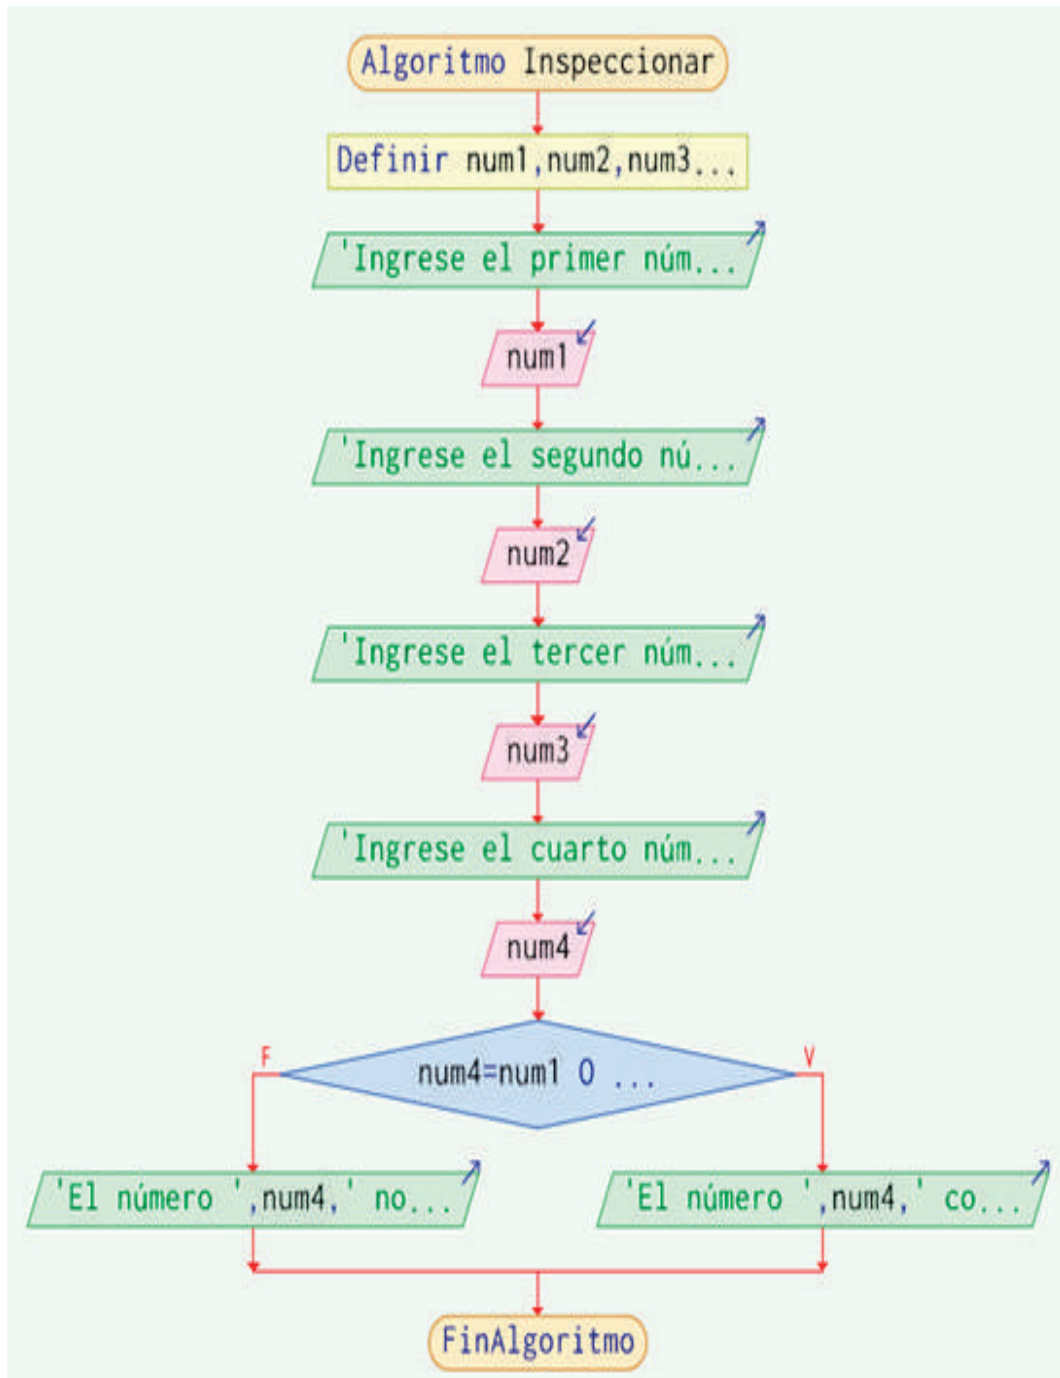 Algoritmo Inspeccionar
Definir num1,num2,num3...
'Ingrese el primer núm...
num1
'Ingrese el segundo nú...
num2
'Ingrese el tercer núm...
num3
'Ingrese el cuarto núm...
num4
num4=num1 O ...
F
V
'El número ',num4,' no...
'El número ',num4,' co...
FinAlgoritmo